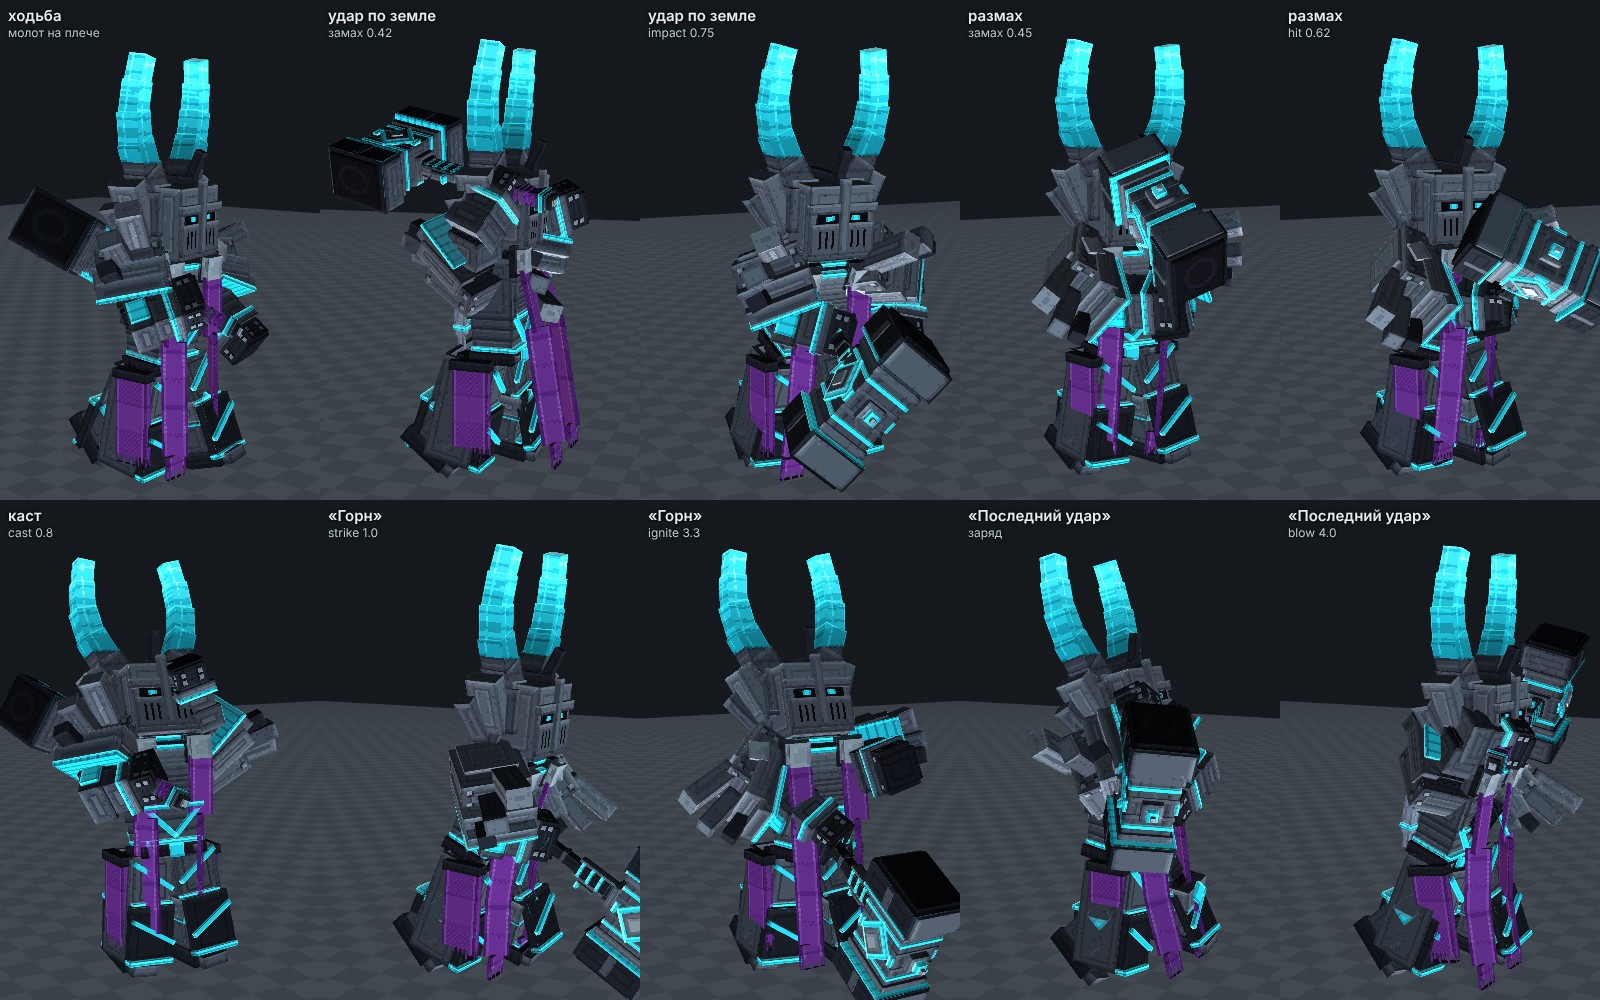 ходьба
молот на плече
удар по земле
замах 0.42
удар по земле
impact 0.75
размах
замах 0.45
размах
hit 0.62
каст
cast 0.8
«Горн»
strike 1.0
«Горн»
ignite 3.3
«Последний удар»
заряд
«Последний удар»
blow 4.0